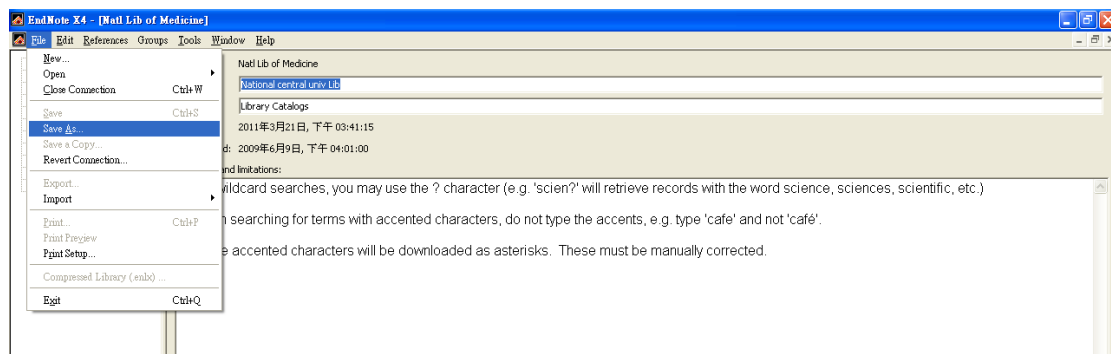 EndNote X4 - [Natl Lib of Medicine]
File Edit References Groups Tools Window Help
New...
Open
Close Connection Ctrl+W
Save Ctrl+S
Save As...
Save a Copy...
Revert Connection...
Export...
Import
Print... Ctrl+P
Print Preview
Print Setup...
Compressed Library (.enlx) ...
Exit Ctrl+Q
Natl Lib of Medicine
National central univ Lib
Library Catalogs
2011年3月21日, 下午 03:41:15
d: 2009年6月9日, 下午 04:01:00
nd limitations:
wildcard searches, you may use the ? character (e.g. 'scien?' will retrieve records with the word science, sciences, scientific, etc.)
n searching for terms with accented characters, do not type the accents, e.g. type 'cafe' and not 'café'.
e accented characters will be downloaded as asterisks. These must be manually corrected.